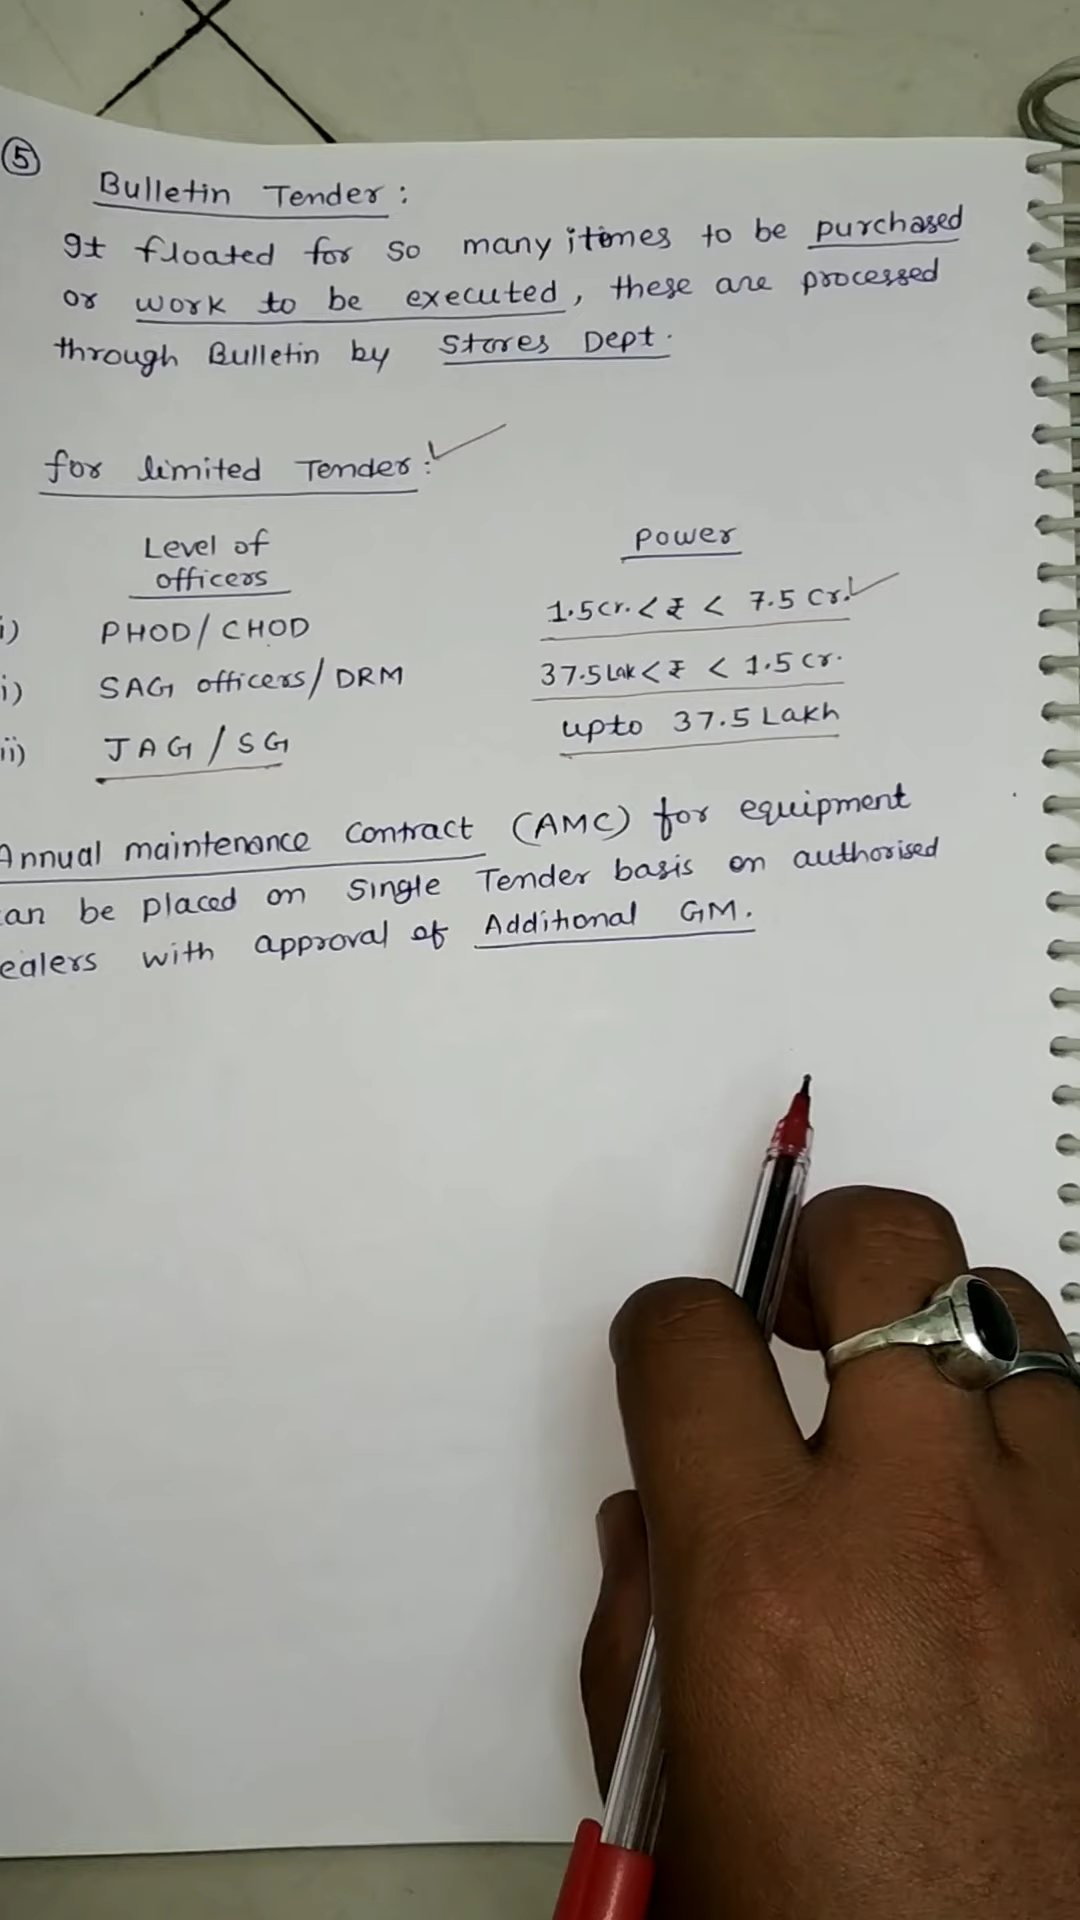 5
Bulletin Tender:
It floated for so many itemes to be purchased
or work to be executed, these are processed
through Bulletin by Stores Dept.
for limited Tender:
Level of
officers
Power
i) PHOD/CHOD 1.5Cr. < ₹ < 7.5 Cr.
i) SAG officers/DRM 37.5 Lak < ₹ < 1.5 Cr.
ii) JAG/SG upto 37.5 Lakh
Annual maintenance Contract (AMC) for equipment
can be placed on Single Tender basis on authorised
ealers with approval of Additional GM.